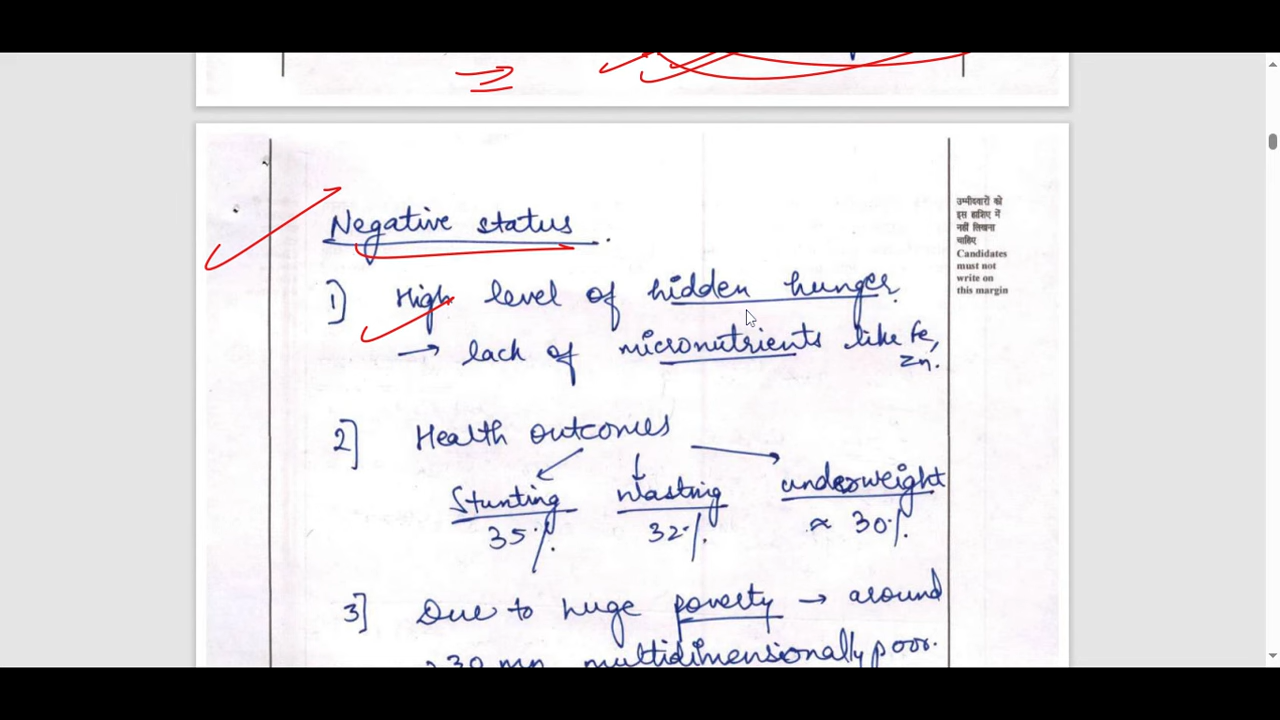 Negative status.
1] High level of hidden hunger.
→ lack of micronutrients like Fe,
Zn.
2] Health outcomes
Stunting wasting underweight
35%. 32%. ≈ 30%.
3] Due to huge poverty → around
mn multidimensionally poor.
उम्मीदवारों को
इस हाशिए में
नहीं लिखना
चाहिए
Candidates
must not
write on
this margin